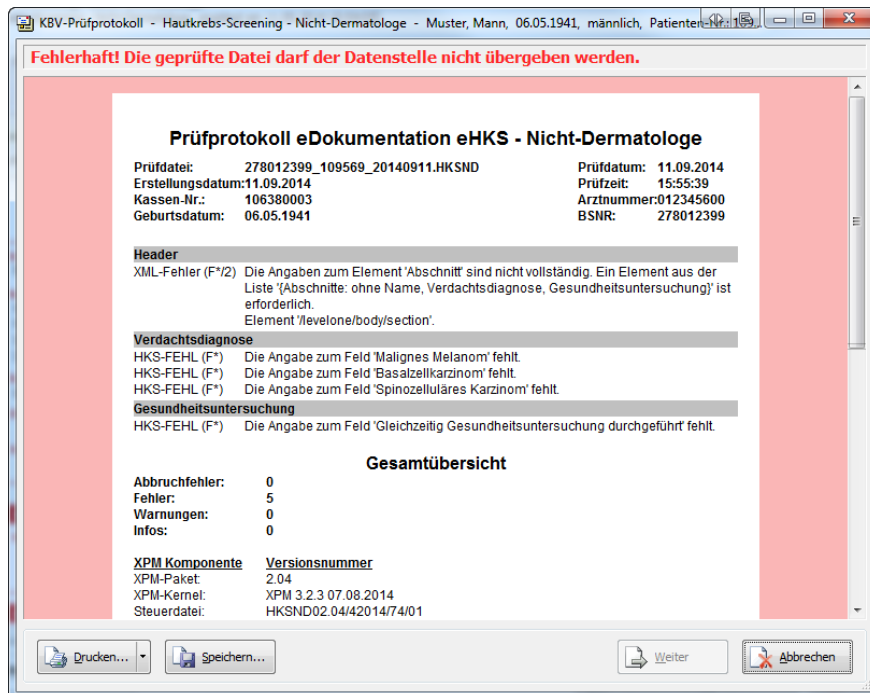 KBV-Prüfprotokoll - Hautkrebs-Screening - Nicht-Dermatologe - Muster, Mann, 06.05.1941, männlich, Patienten-Nr.: 109...
Fehlerhaft! Die geprüfte Datei darf der Datenstelle nicht übergeben werden.
Prüfprotokoll eDokumentation eHKS - Nicht-Dermatologe
Prüfdatei: 278012399_109569_20140911.HKSND Prüfdatum: 11.09.2014
Erstellungsdatum:11.09.2014 Prüfzeit: 15:55:39
Kassen-Nr.: 106380003 Arztnummer:012345600
Geburtsdatum: 06.05.1941 BSNR: 278012399
Header
XML-Fehler (F*/2) Die Angaben zum Element 'Abschnitt' sind nicht vollständig. Ein Element aus der
Liste '{Abschnitte: ohne Name, Verdachtsdiagnose, Gesundheitsuntersuchung}' ist
erforderlich.
Element '/levelone/body/section'.
Verdachtsdiagnose
HKS-FEHL (F*) Die Angabe zum Feld 'Malignes Melanom' fehlt.
HKS-FEHL (F*) Die Angabe zum Feld 'Basalzellkarzinom' fehlt.
HKS-FEHL (F*) Die Angabe zum Feld 'Spinozelluläres Karzinom' fehlt.
Gesundheitsuntersuchung
HKS-FEHL (F*) Die Angabe zum Feld 'Gleichzeitig Gesundheitsuntersuchung durchgeführt' fehlt.
Gesamtübersicht
Abbruchfehler: 0
Fehler: 5
Warnungen: 0
Infos: 0
XPM Komponente Versionsnummer
XPM-Paket: 2.04
XPM-Kernel: XPM 3.2.3 07.08.2014
Steuerdatei: HKSND02.04/42014/74/01
Drucken... Speichern... Weiter Abbrechen